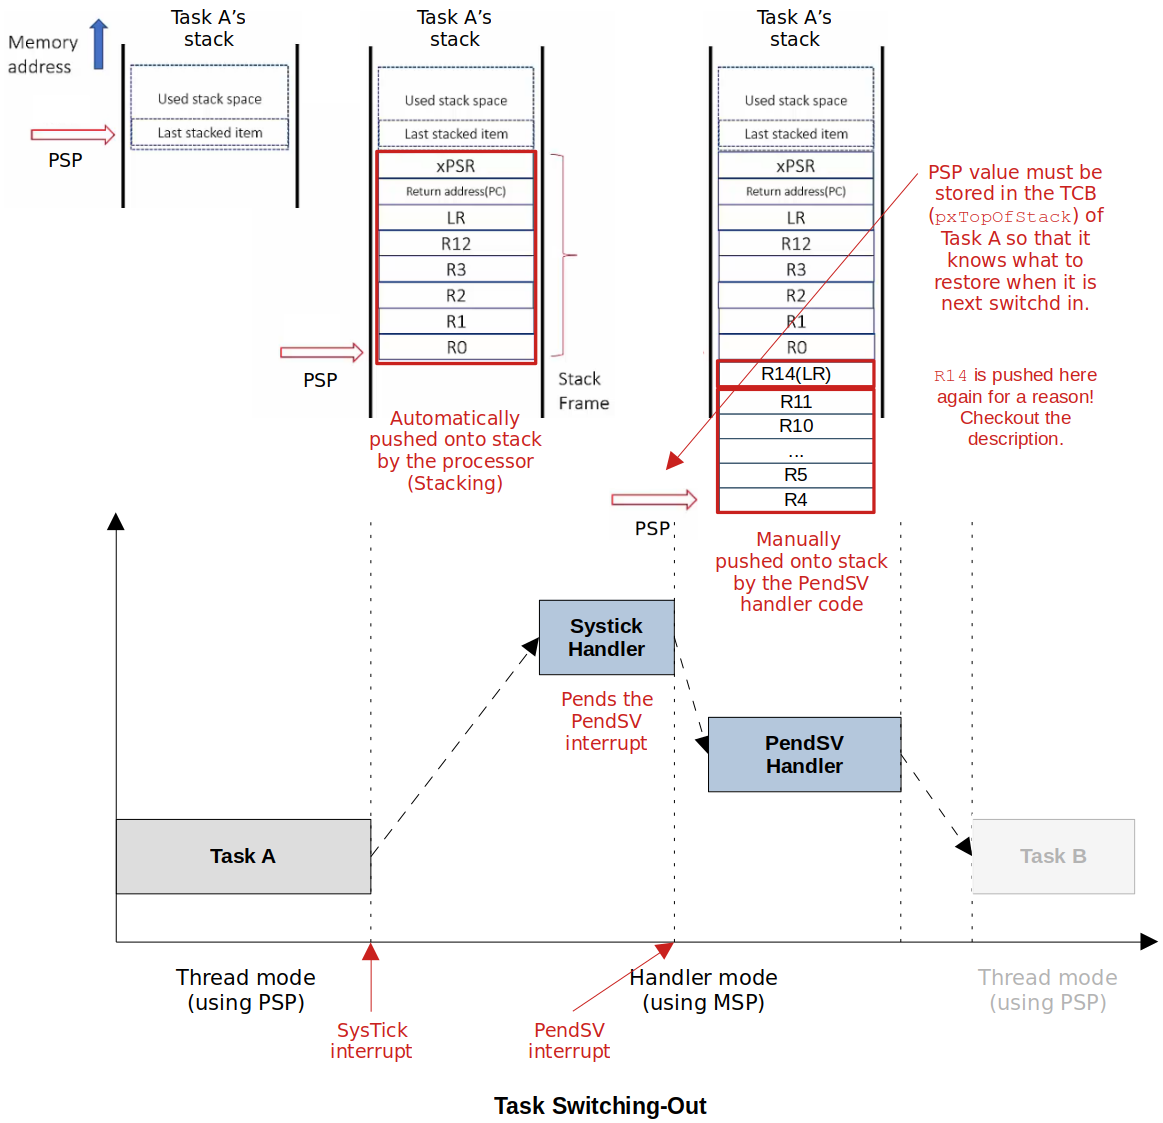 Memory
address
Task A's
stack
Used stack space
Last stacked item
PSP
Task A's
stack
Used stack space
Last stacked item
xPSR
Return address(PC)
LR
R12
R3
R2
R1
R0
PSP
Stack
Frame
Automatically
pushed onto stack
by the processor
(Stacking)
Task A's
stack
Used stack space
Last stacked item
xPSR
Return address(PC)
LR
R12
R3
R2
R1
R0
R14(LR)
R11
R10
...
R5
R4
PSP
Manually
pushed onto stack
by the PendSV
handler code
PSP value must be
stored in the TCB
(pxTopOfStack) of
Task A so that it
knows what to
restore when it is
next switchd in.
R14 is pushed here
again for a reason!
Checkout the
description.
Systick
Handler
Pends the
PendSV
interrupt
PendSV
Handler
Task A
Task B
Thread mode
(using PSP)
Handler mode
(using MSP)
Thread mode
(using PSP)
SysTick
interrupt
PendSV
interrupt
Task Switching-Out